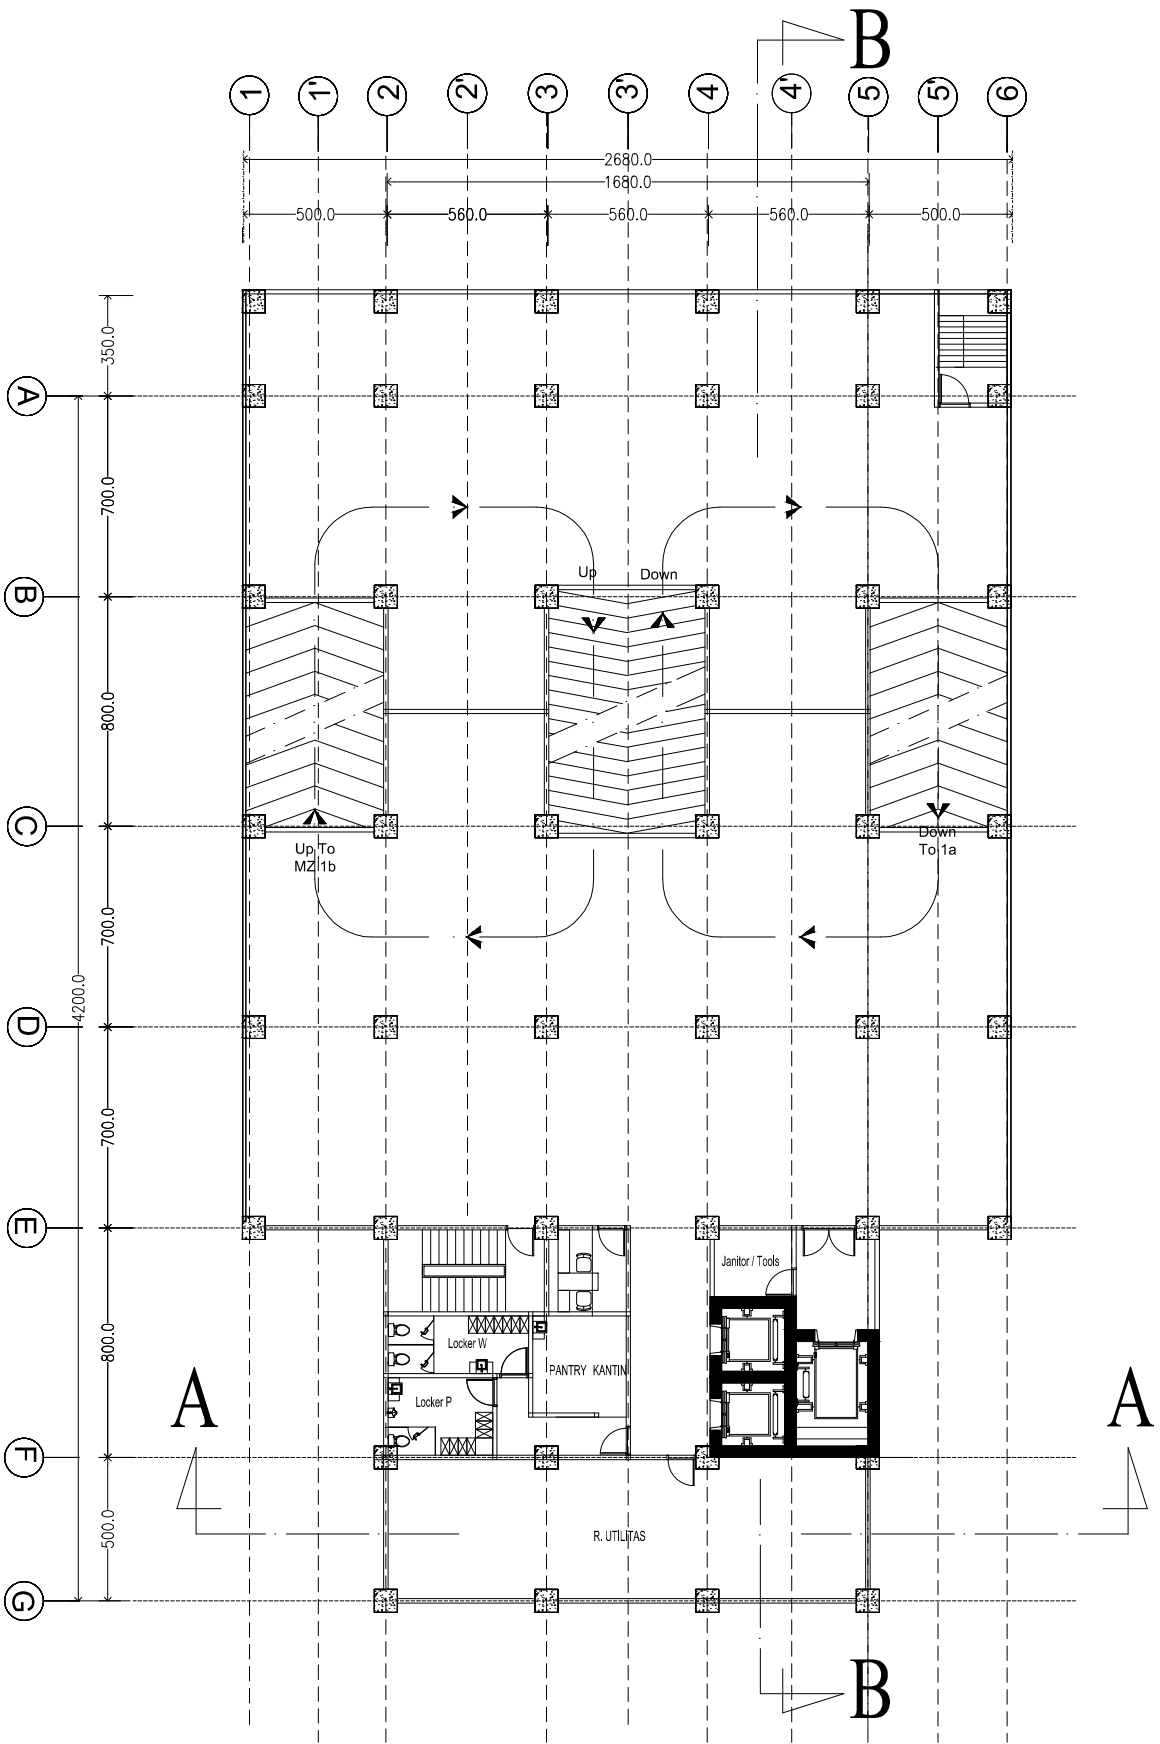 B
1 1' 2 2' 3 3' 4 4' 5 5' 6
2680.0
1680.0
500.0 560.0 560.0 560.0 500.0
350.0
A
700.0
Up Down
B
800.0
C
Up To
MZ 1b
Down
To 1a
700.0
4200.0
D
700.0
E
Janitor / Tools
800.0
Locker W
PANTRY KANTIN
Locker P
A A
F
500.0
R. UTILITAS
G
B